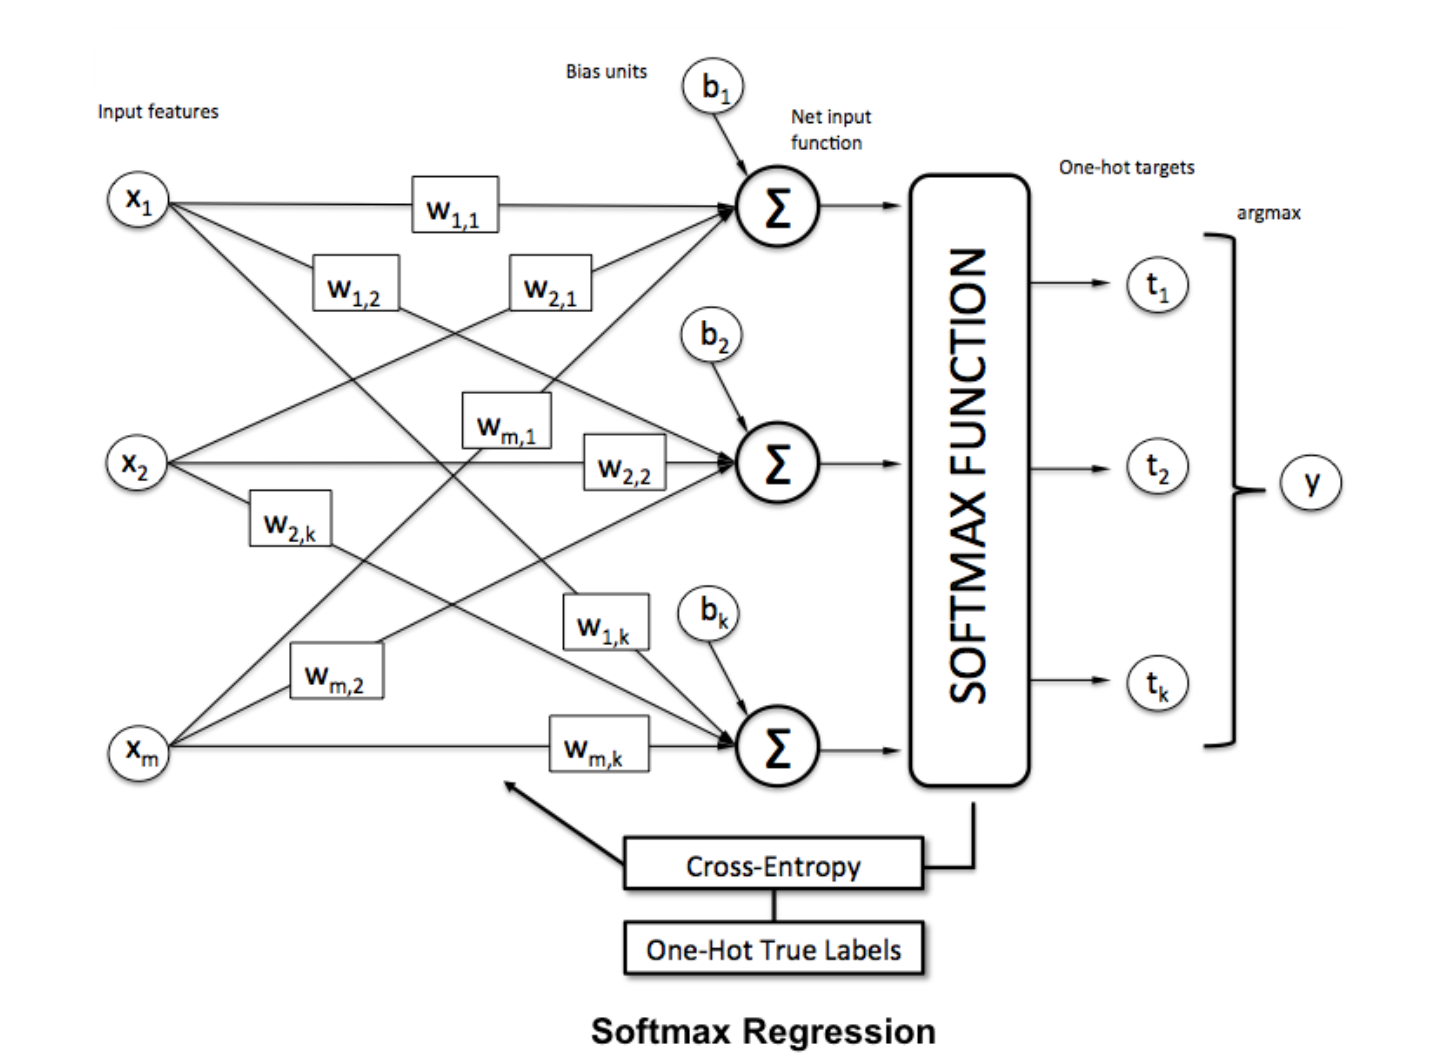 Bias units
b1
Input features
Net input
function
One-hot targets
x1
w1,1
Σ
argmax
w1,2
w2,1
t1
b2
wm,1
x2
w2,2
Σ
SOFTMAX FUNCTION
t2
y
w2,k
w1,k
bk
wm,2
tk
xm
wm,k
Σ
Cross-Entropy
One-Hot True Labels
Softmax Regression